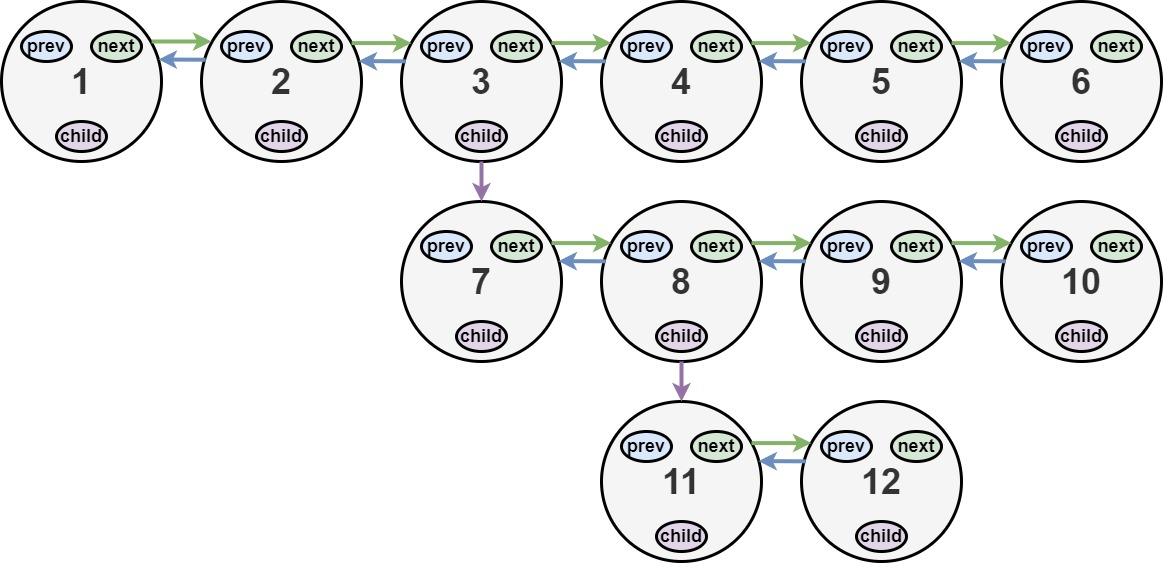 prev next prev next prev next prev next prev next prev next
1 2 3 4 5 6
child child child child child child
prev next prev next prev next prev next
7 8 9 10
child child child child
prev next prev next
11 12
child child